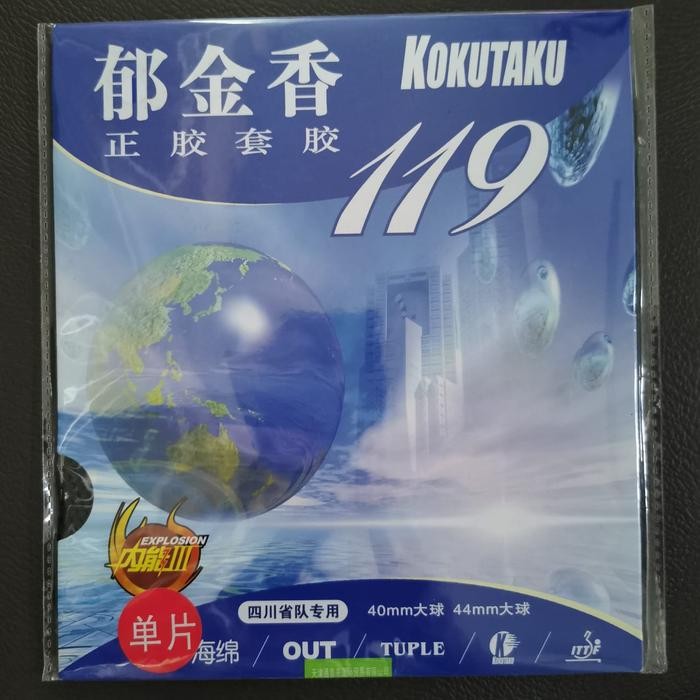 郁金香
KOKUTAKU
正胶套胶
119
EXPLOSION
内能III
四川省队专用
40mm大球 44mm大球
单片
海绵 / OUT / TUPLE / KOKUTAKU / ITTF